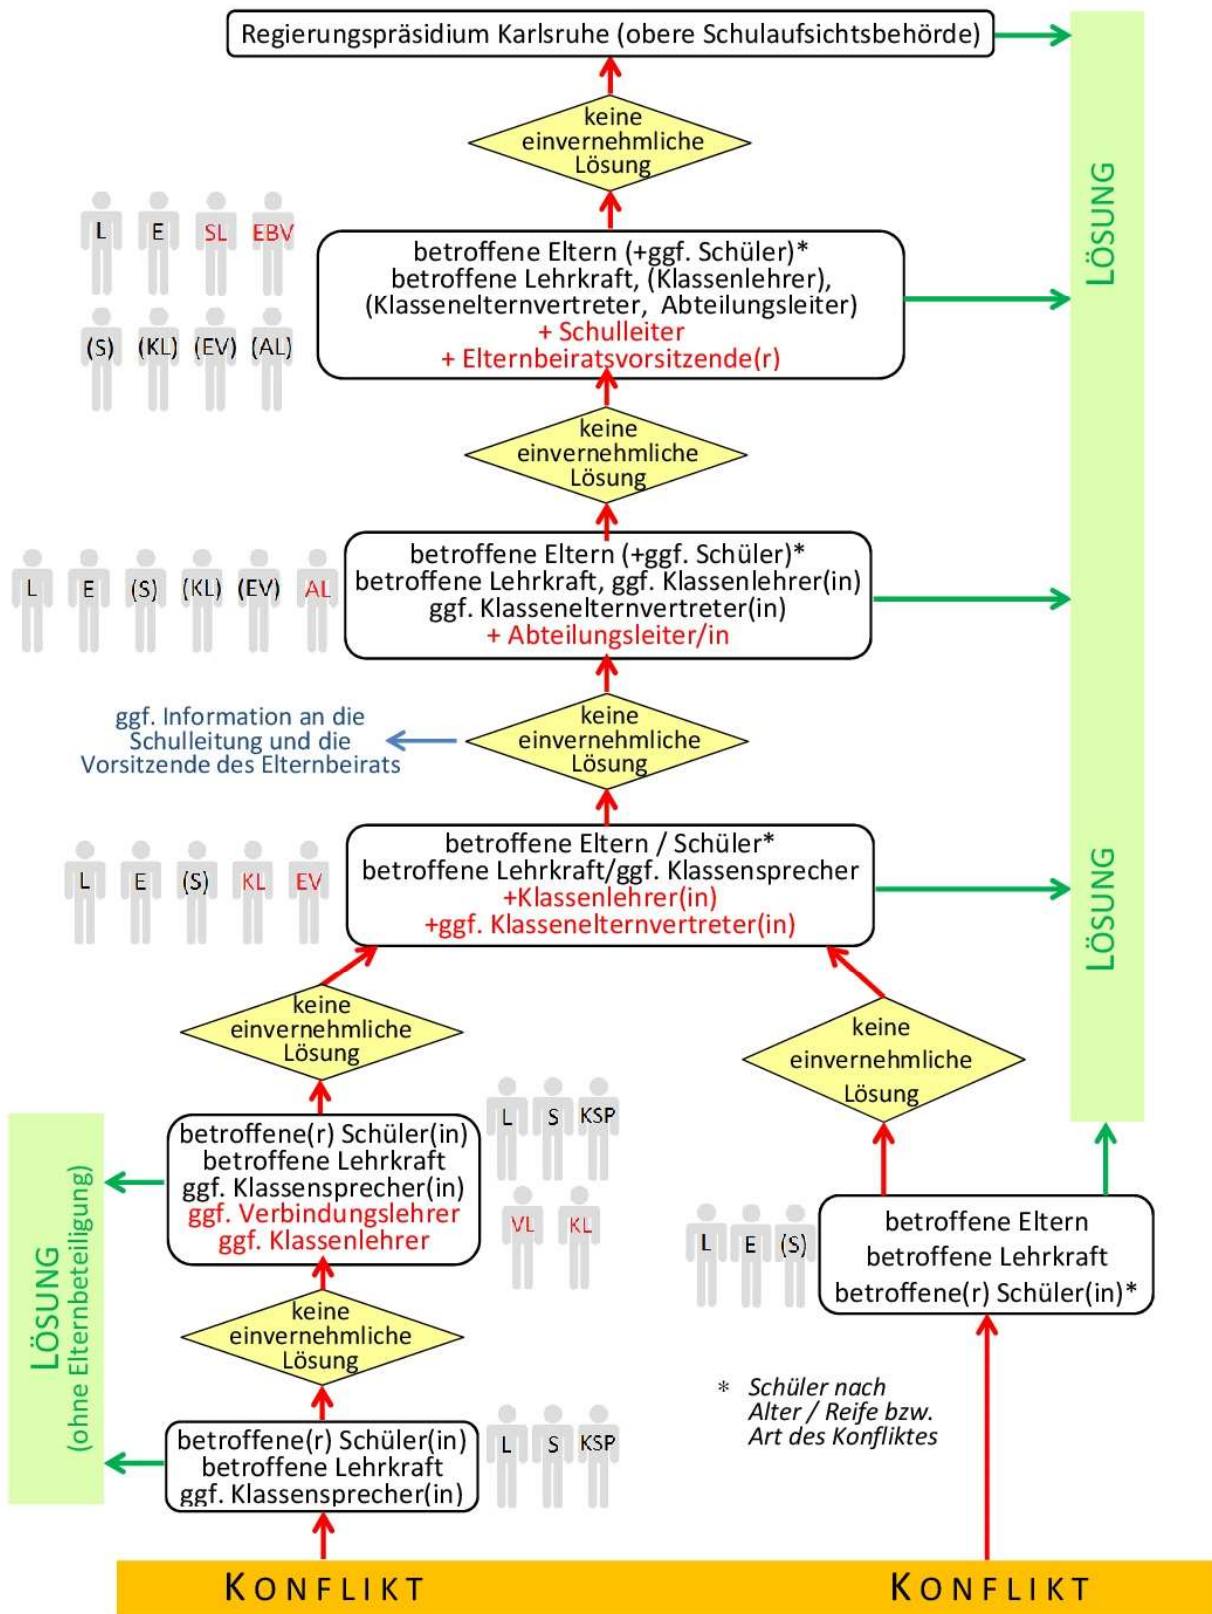 Regierungspräsidium Karlsruhe (obere Schulaufsichtsbehörde)
keine
einvernehmliche
Lösung
LÖSUNG
L E SL EBV
(S) (KL) (EV) (AL)
betroffene Eltern (+ggf. Schüler)*
betroffene Lehrkraft, (Klassenlehrer),
(Klassenelternvertreter, Abteilungsleiter)
+ Schulleiter
+ Elternbeiratsvorsitzende(r)
keine
einvernehmliche
Lösung
L E (S) (KL) (EV) AL
betroffene Eltern (+ggf. Schüler)*
betroffene Lehrkraft, ggf. Klassenlehrer(in)
ggf. Klassenelternvertreter(in)
+ Abteilungsleiter/in
ggf. Information an die
Schulleitung und die
Vorsitzende des Elternbeirats
keine
einvernehmliche
Lösung
L E (S) KL EV
betroffene Eltern / Schüler*
betroffene Lehrkraft/ggf. Klassensprecher
+Klassenlehrer(in)
+ggf. Klassenelternvertreter(in)
LÖSUNG
keine
einvernehmliche
Lösung
keine
einvernehmliche
Lösung
betroffene(r) Schüler(in)
betroffene Lehrkraft
ggf. Klassensprecher(in)
ggf. Verbindungslehrer
ggf. Klassenlehrer
L S KSP
VL KL
L E (S)
betroffene Eltern
betroffene Lehrkraft
betroffene(r) Schüler(in)*
LÖSUNG
(ohne Elternbeteiligung)
keine
einvernehmliche
Lösung
betroffene(r) Schüler(in)
betroffene Lehrkraft
ggf. Klassensprecher(in)
L S KSP
* Schüler nach
Alter / Reife bzw.
Art des Konfliktes
KONFLIKT
KONFLIKT